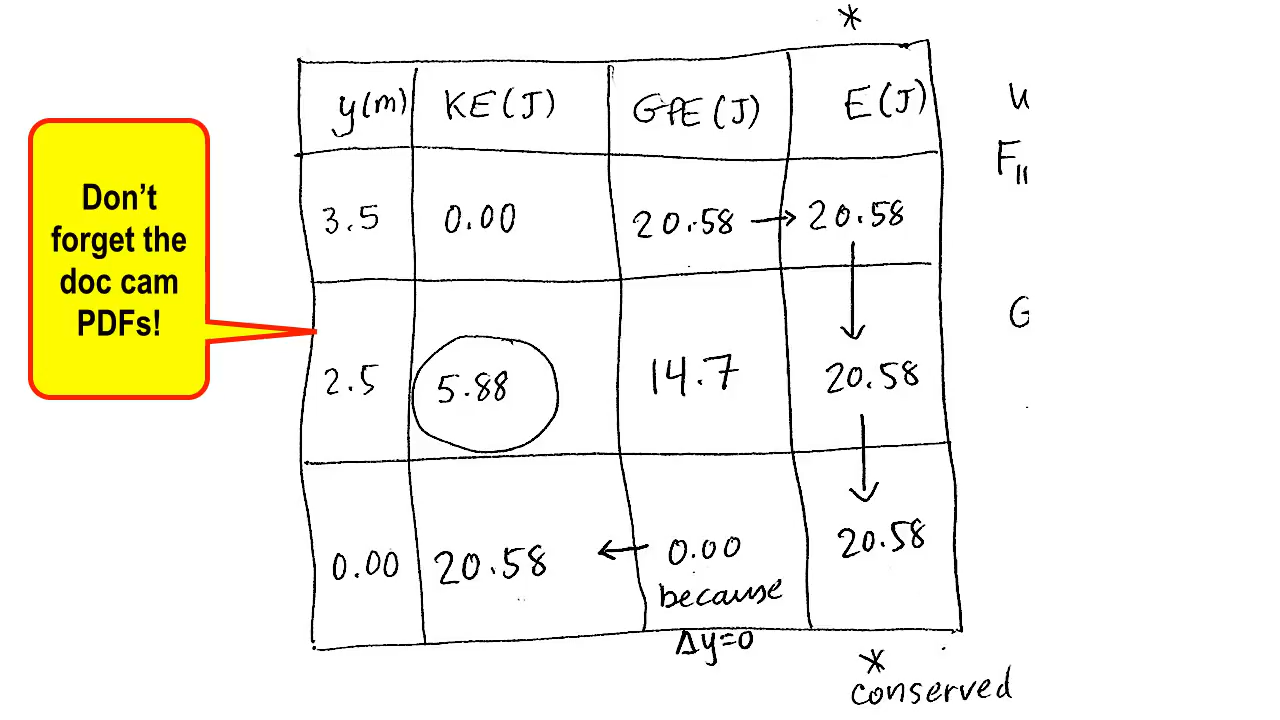 *
y(m) KE(J) GPE(J) E(J)
3.5 0.00 20.58 → 20.58
2.5 5.88 14.7 20.58
0.00 20.58 ← 0.00 20.58
because
Δy=0
*
conserved
Don't
forget the
doc cam
PDFs!
F||
G